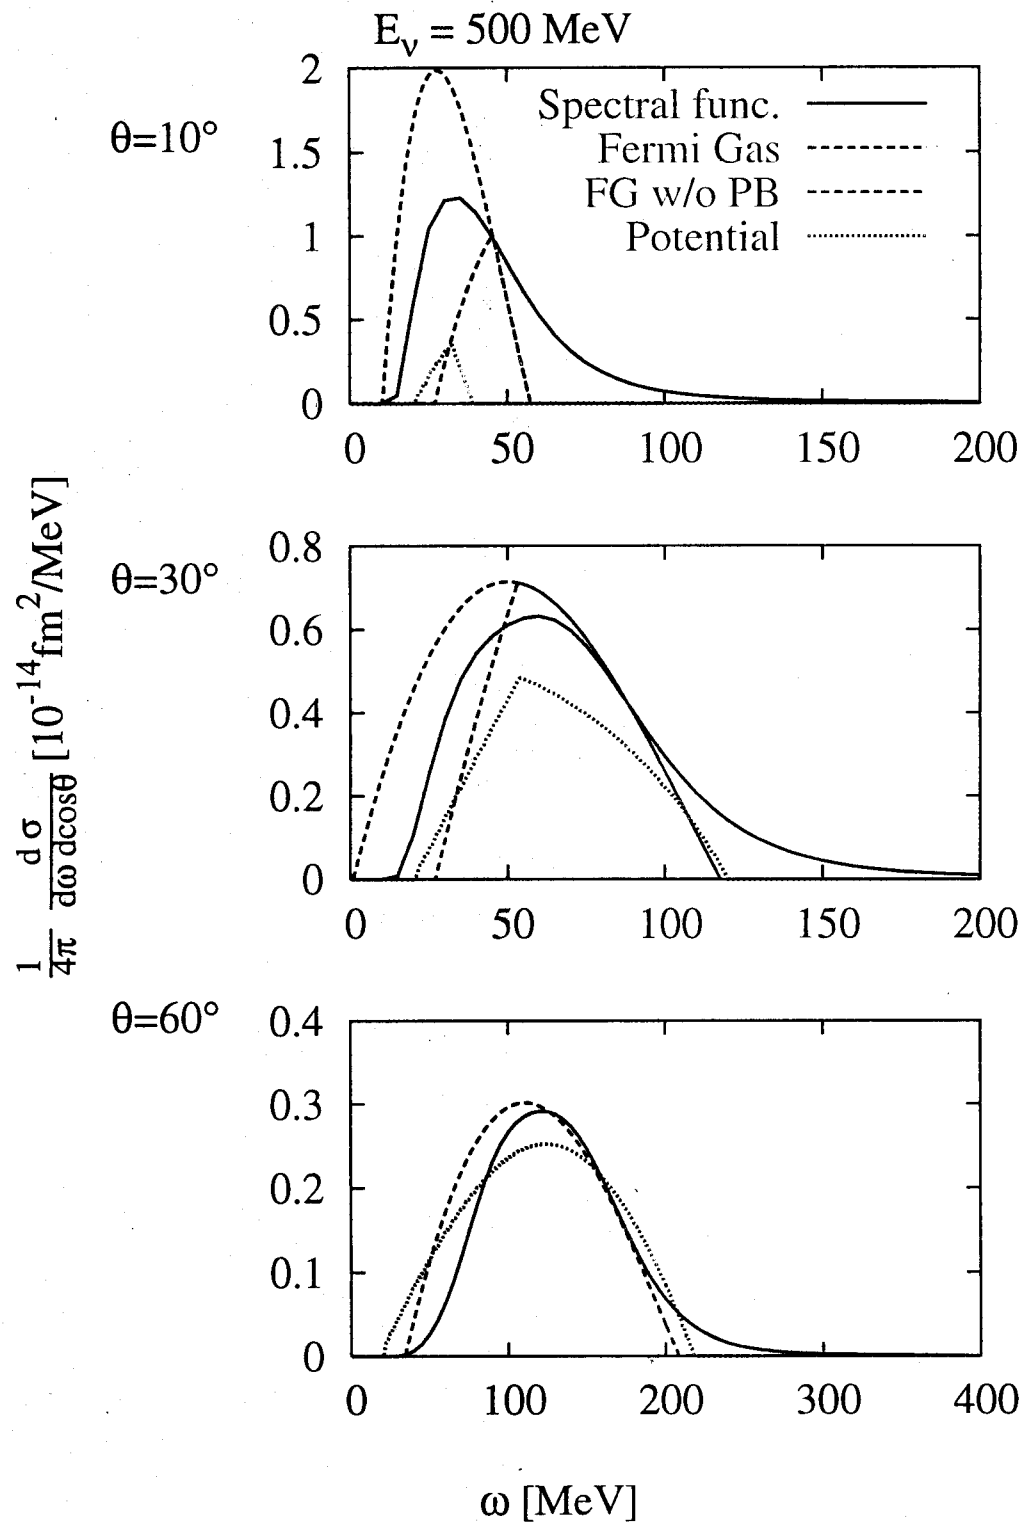 E_ν = 500 MeV
θ=10°
2
1.5
1
0.5
0
Spectral func.
Fermi Gas
FG w/o PB
Potential
0 50 100 150 200
θ=30°
0.8
0.6
0.4
0.2
0
0 50 100 150 200
1/4π d σ/dω dcosθ [10^-14 fm^2/MeV]
θ=60°
0.4
0.3
0.2
0.1
0
0 100 200 300 400
ω [MeV]